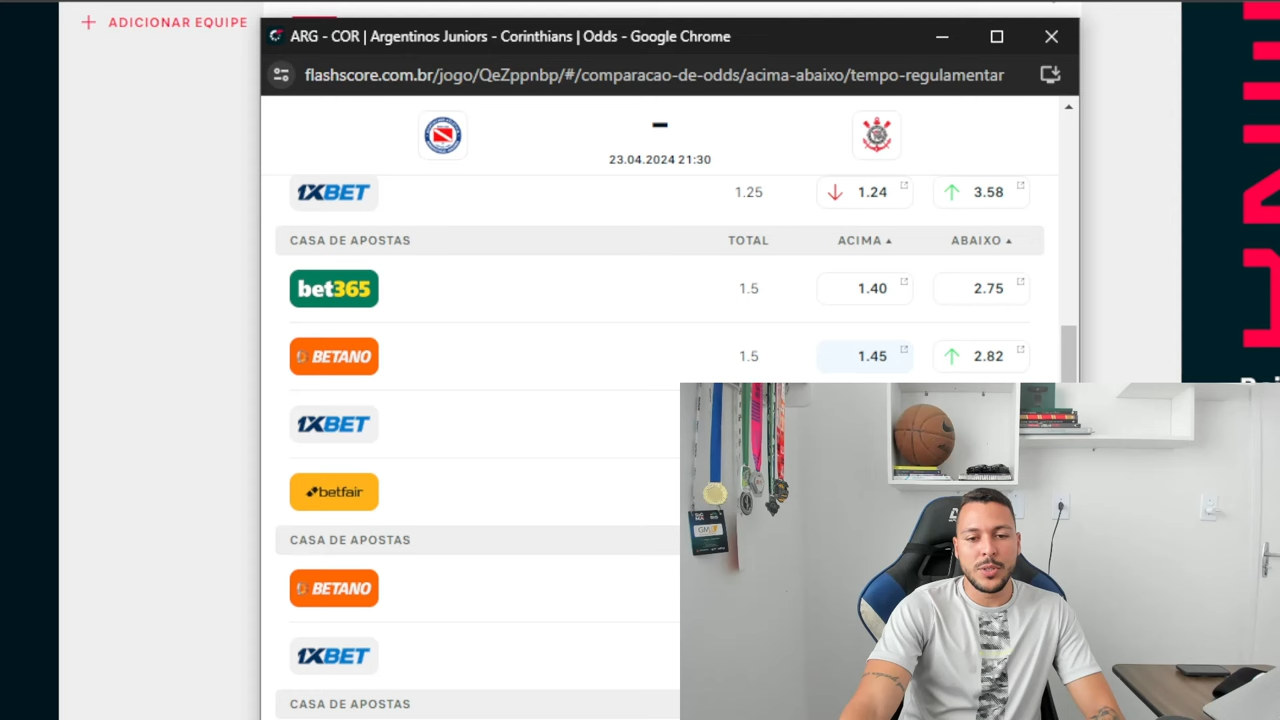 ADICIONAR EQUIPE
ARG - COR | Argentinos Juniors - Corinthians | Odds - Google Chrome
flashscore.com.br/jogo/QeZppnbp/#/comparacao-de-odds/acima-abaixo/tempo-regulamentar
-
23.04.2024 21:30
1XBET 1.25 1.24 3.58
CASA DE APOSTAS TOTAL ACIMA ABAIXO
bet365 1.5 1.40 2.75
BETANO 1.5 1.45 2.82
1XBET
betfair
CASA DE APOSTAS
BETANO
1XBET
CASA DE APOSTAS